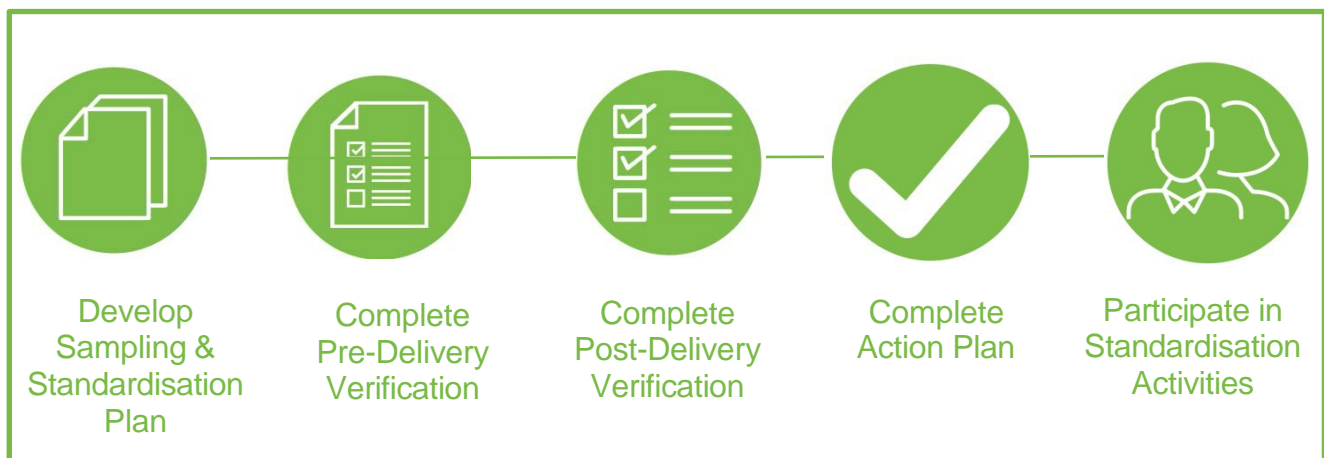 Develop
Sampling &
Standardisation
Plan
Complete
Pre-Delivery
Verification
Complete
Post-Delivery
Verification
Complete
Action Plan
Participate in
Standardisation
Activities